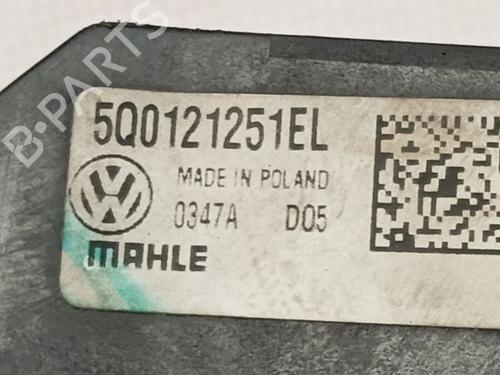 B-PARTS
5Q0121251EL
MADE IN POLAND
0347A D05
MAHLE